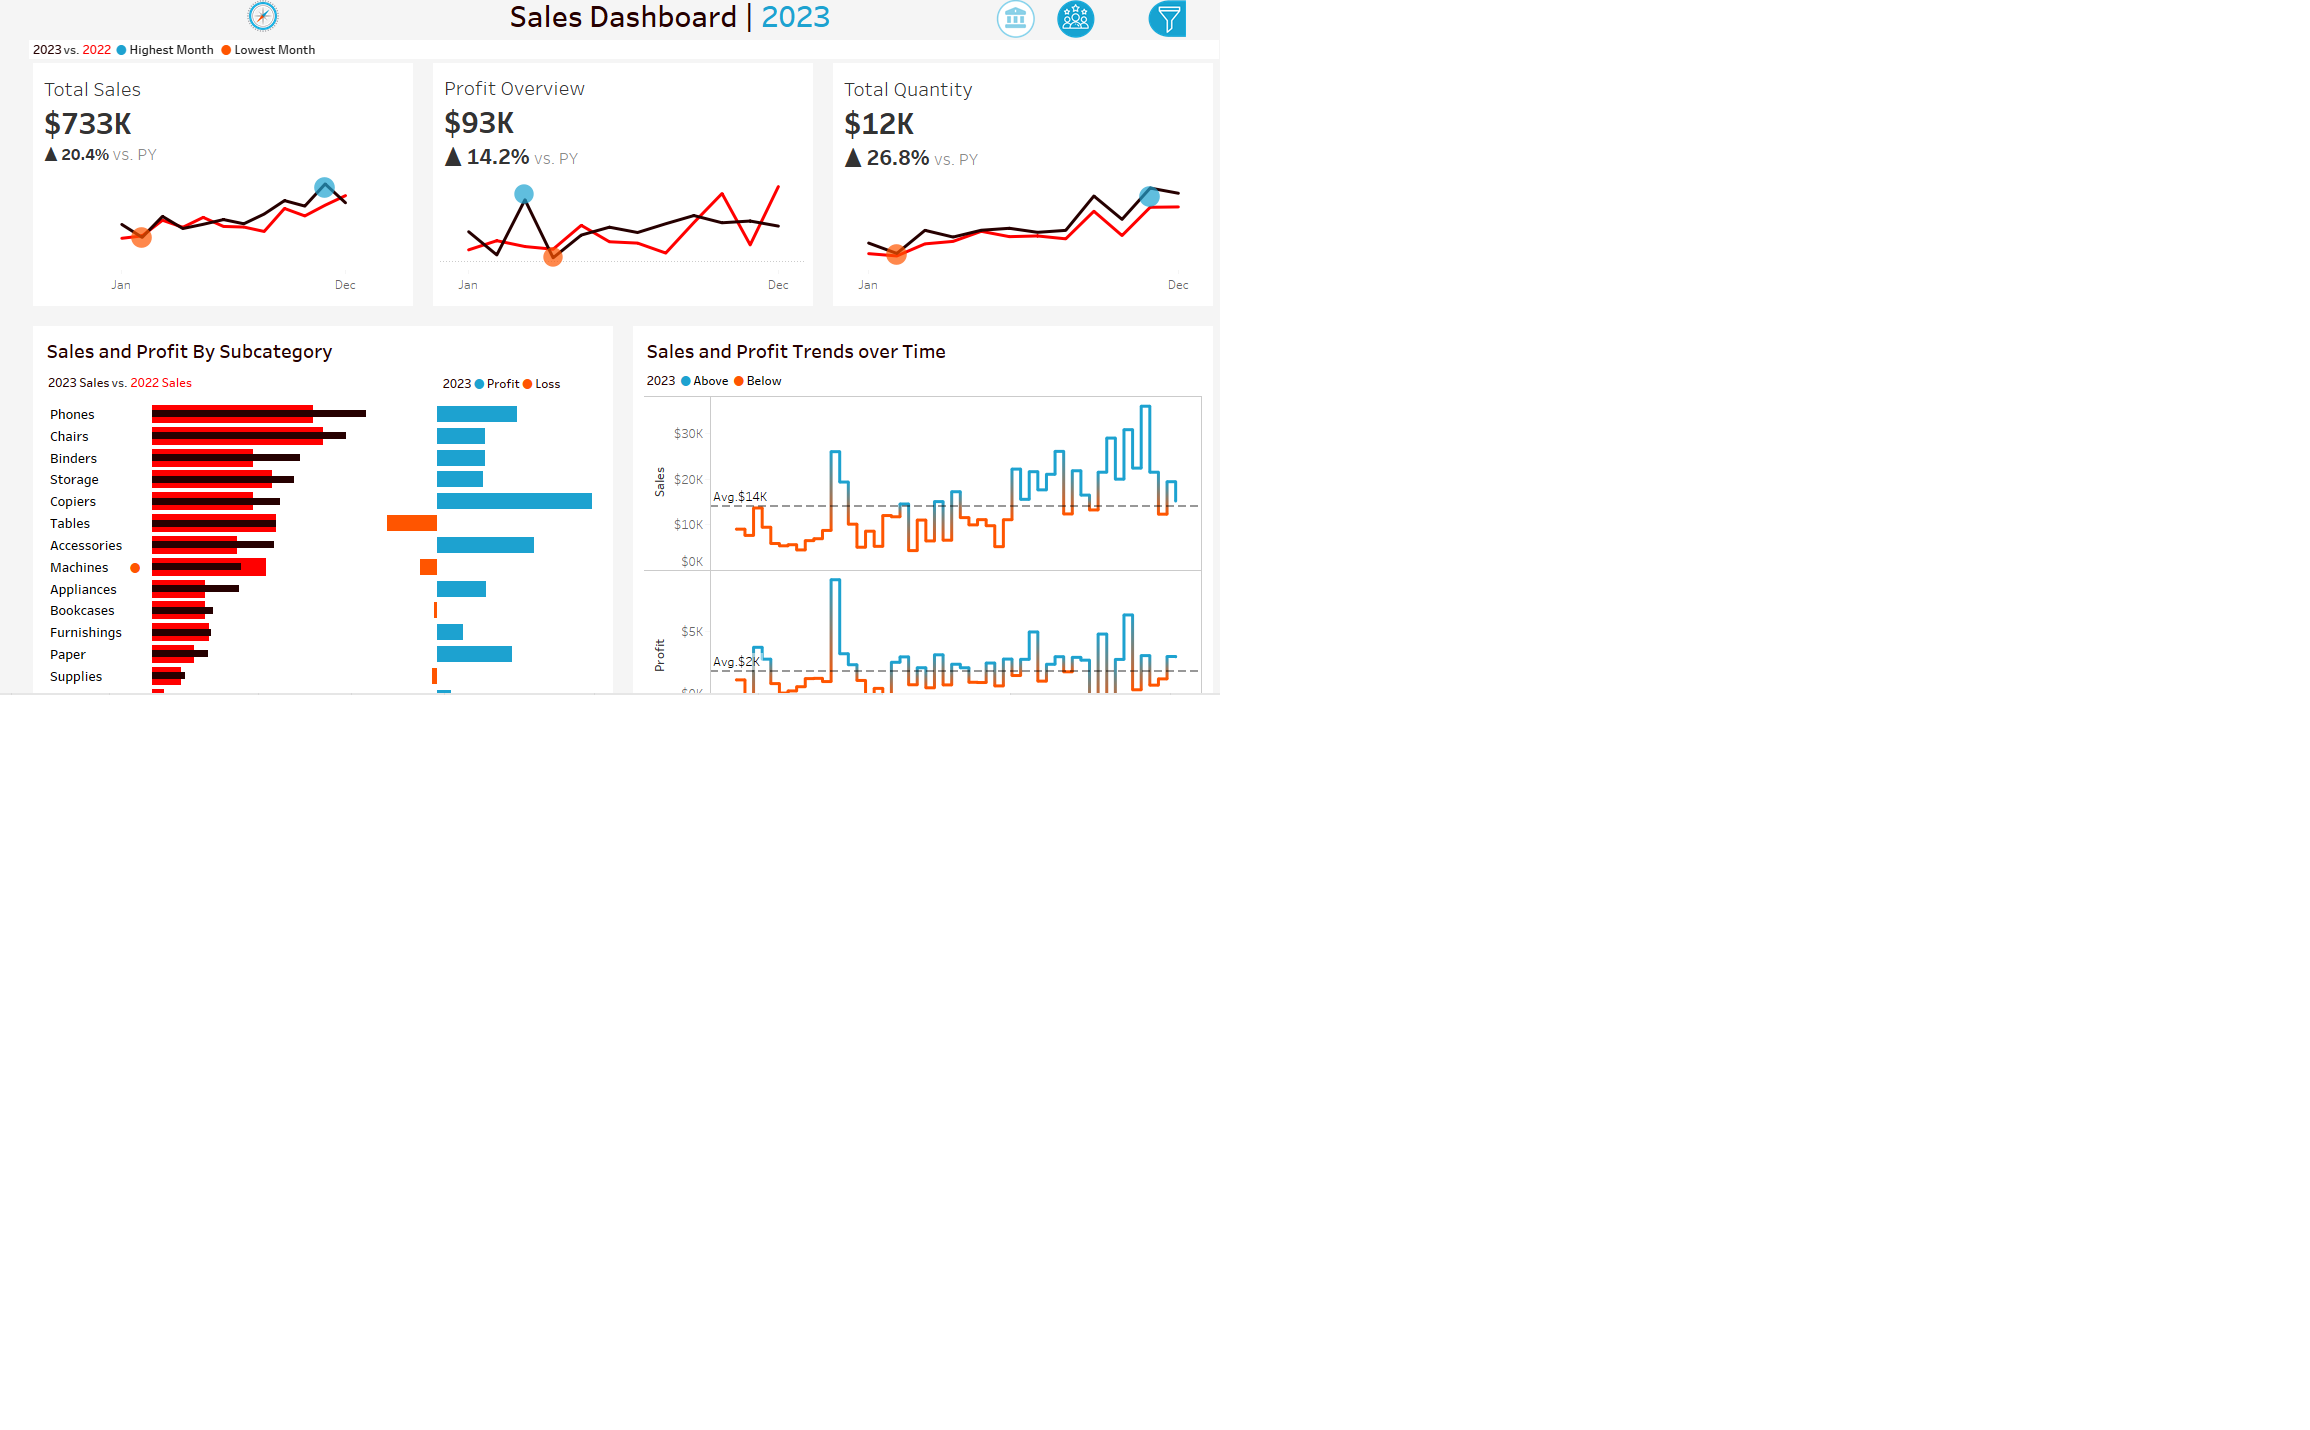 Sales Dashboard | 2023
2023 vs. 2022 Highest Month Lowest Month
Total Sales
$733K
▲ 20.4% vs. PY
Jan Dec
Profit Overview
$93K
▲ 14.2% vs. PY
Jan Dec
Total Quantity
$12K
▲ 26.8% vs. PY
Jan Dec
Sales and Profit By Subcategory
2023 Sales vs. 2022 Sales
2023 Profit Loss
Phones
Chairs
Binders
Storage
Copiers
Tables
Accessories
Machines
Appliances
Bookcases
Furnishings
Paper
Supplies
Sales and Profit Trends over Time
2023 Above Below
Sales
$30K
$20K
Avg.$14K
$10K
$0K
Profit
$5K
Avg.$2K
$0K